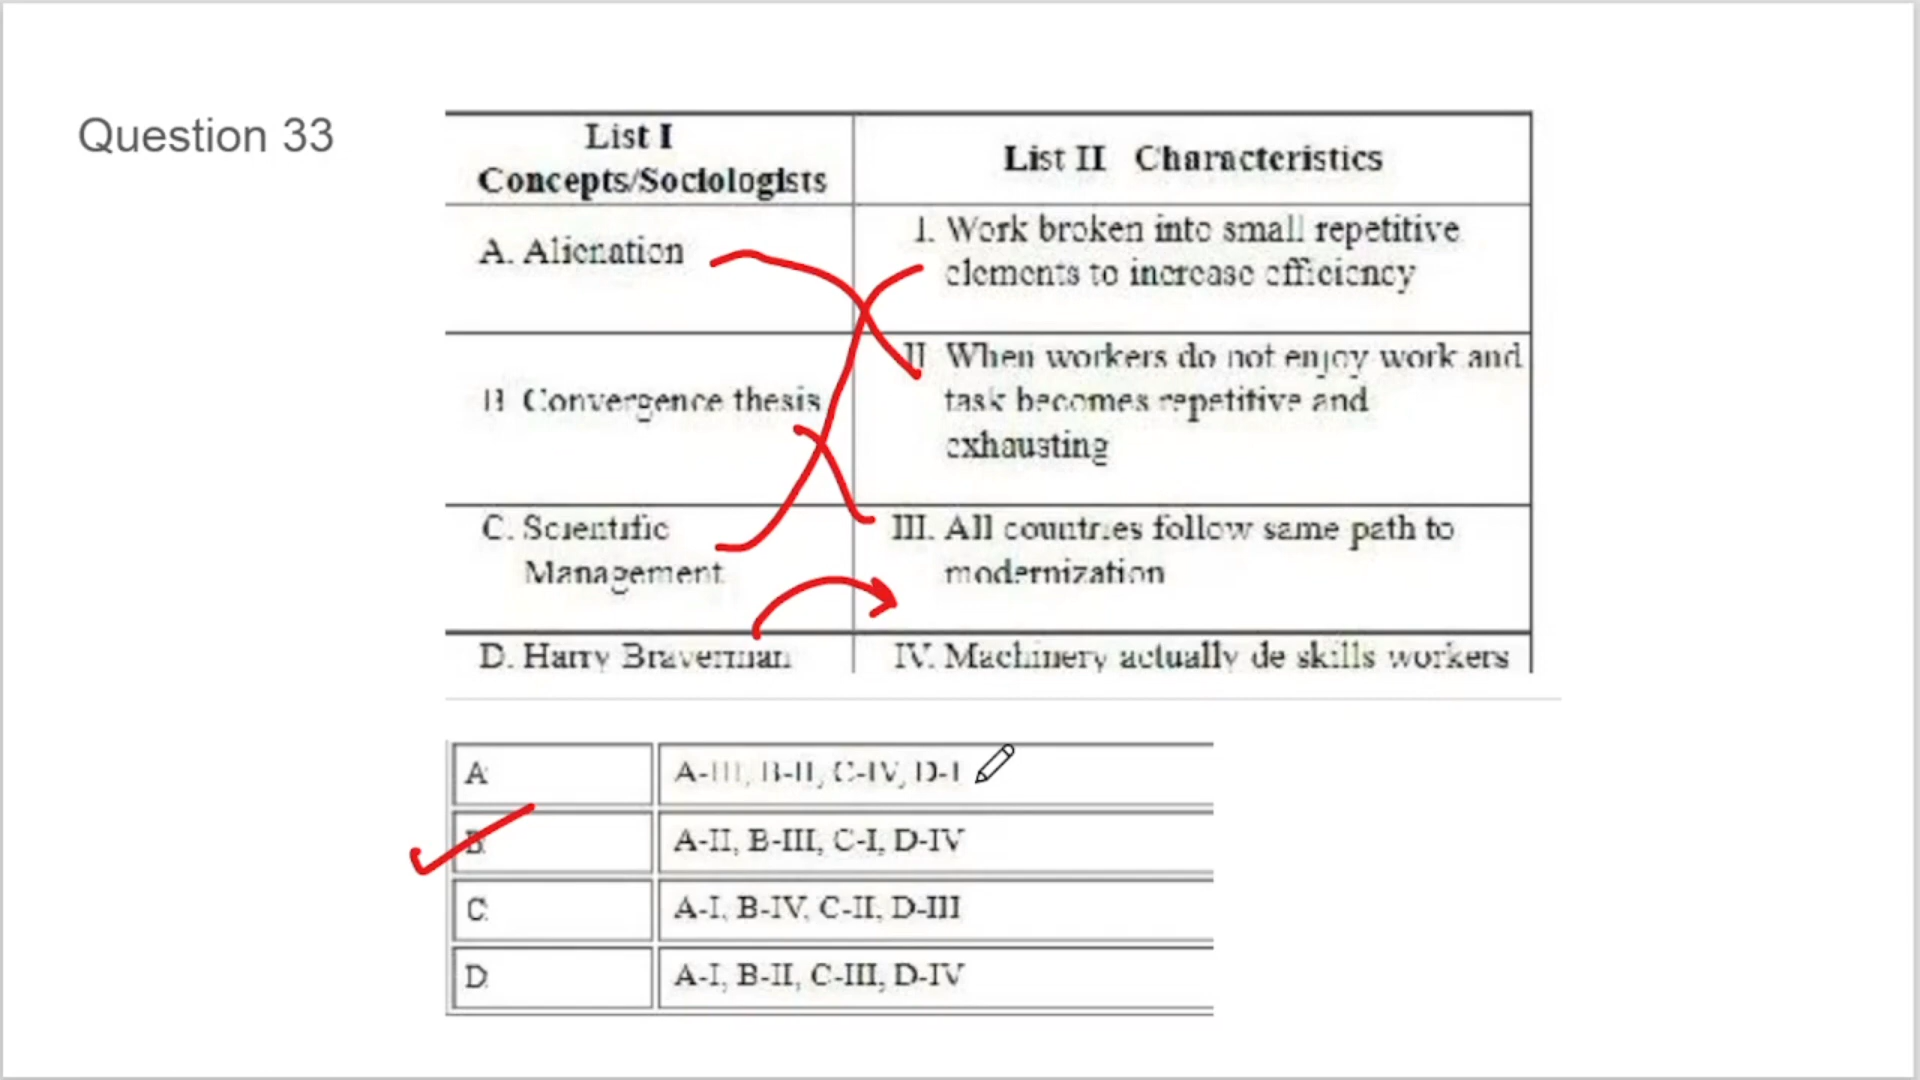 Question 33
List I
Concepts/Sociologists
List II Characteristics
A. Alienation
I. Work broken into small repetitive
elements to increase efficiency
B. Convergence thesis
II. When workers do not enjoy work and
task becomes repetitive and
exhausting
C. Scientific
Management
III. All countries follow same path to
modernization
D. Harry Braverman
IV. Machinery actually de skills workers
A. A-III, B-II, C-IV, D-I
B. A-II, B-III, C-I, D-IV
C. A-I, B-IV, C-II, D-III
D. A-I, B-II, C-III, D-IV